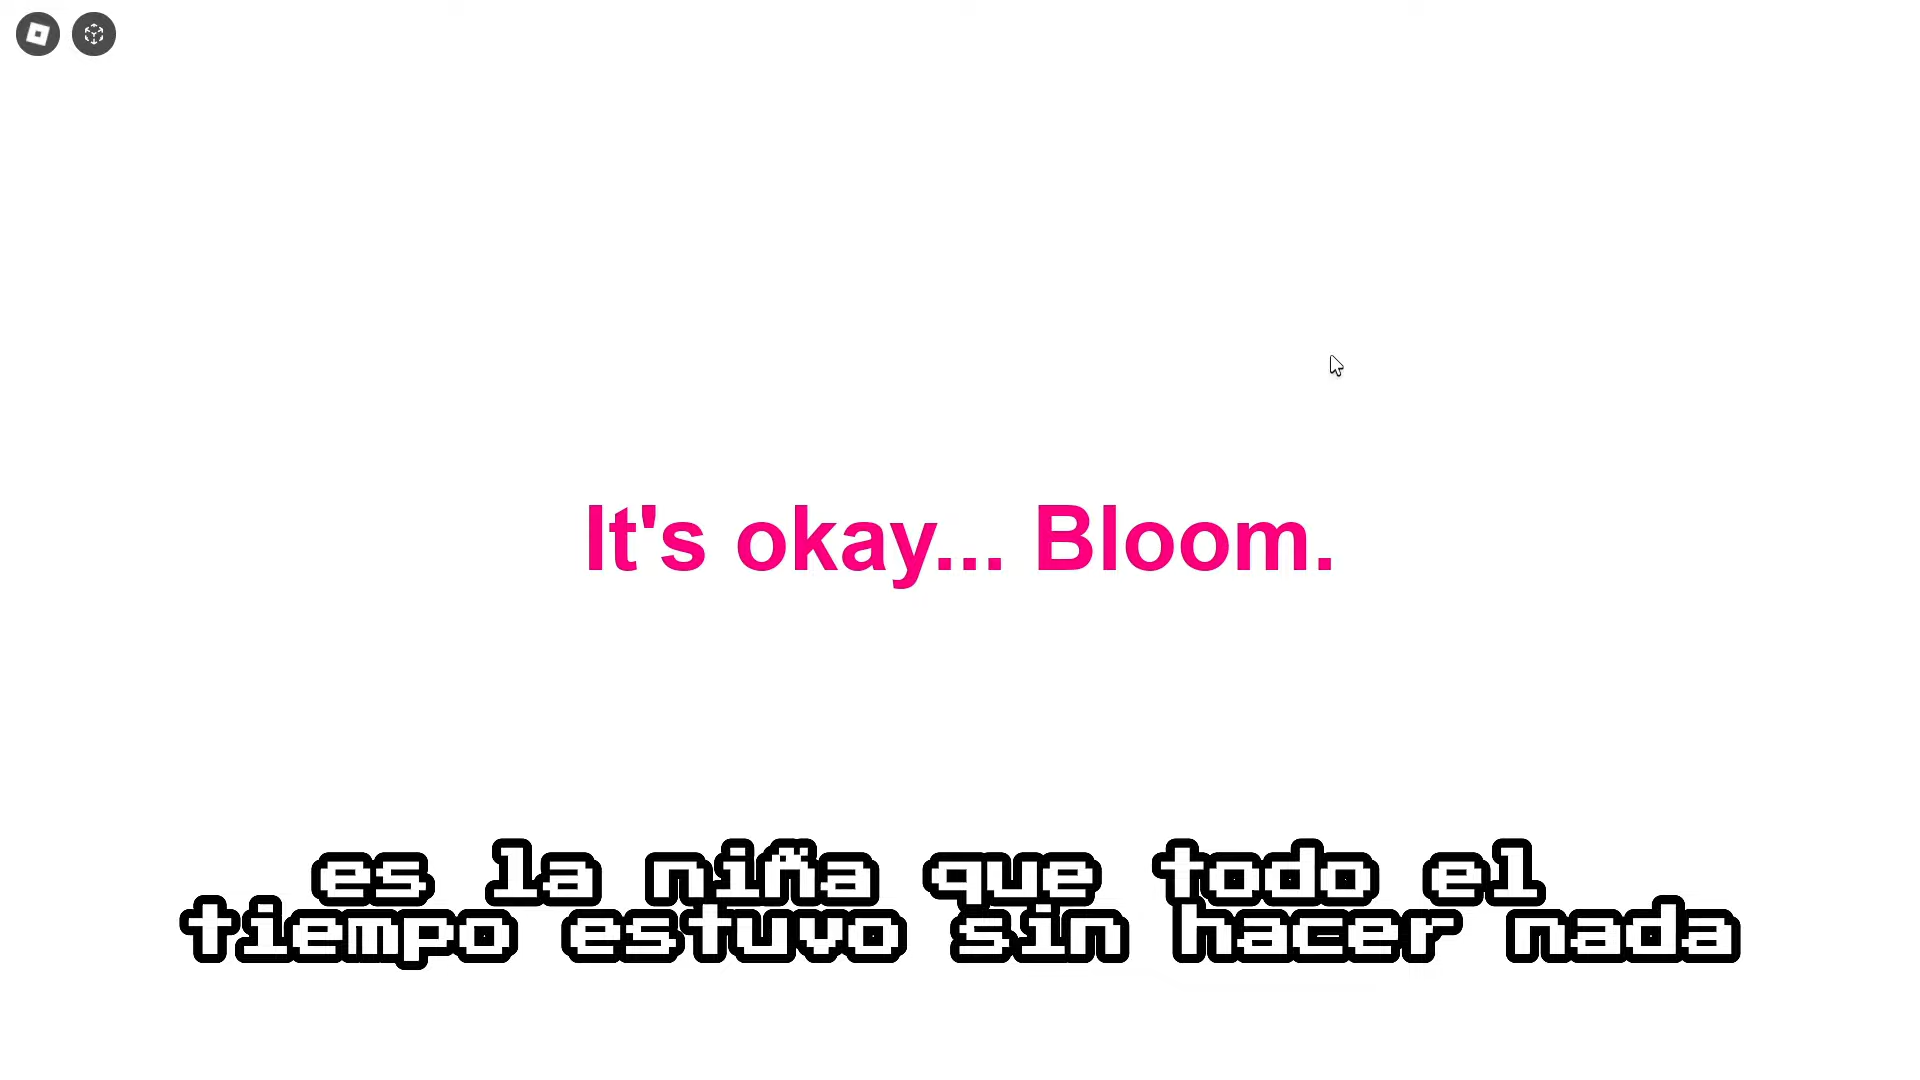 It's okay... Bloom.
es la niña que todo el
tiempo estuvo sin hacer nada